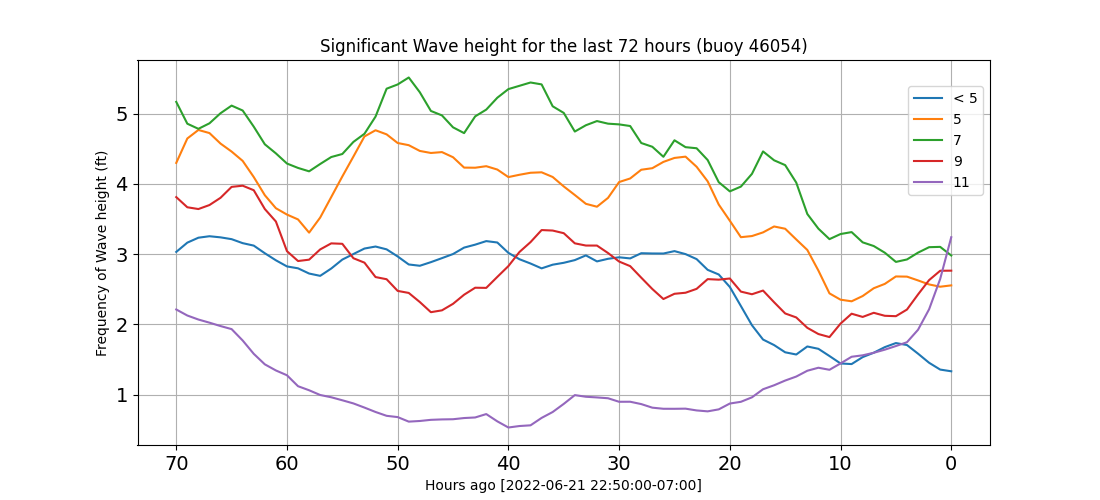 Significant Wave height for the last 72 hours (buoy 46054)
Frequency of Wave height (ft)
5
4
3
2
1
< 5
5
7
9
11
70 60 50 40 30 20 10 0
Hours ago [2022-06-21 22:50:00-07:00]